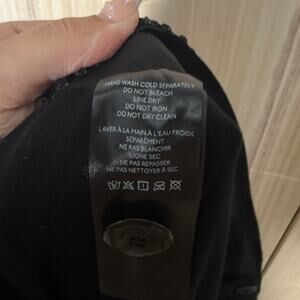 HAND WASH COLD SEPARATELY
DO NOT BLEACH
LINE DRY
DO NOT IRON
DO NOT DRY CLEAN
LAVER À LA MAIN À L'EAU FROIDE
SÉPARÉMENT
NE PAS BLANCHIR
LIGNE SEC
NE PAS REPASSER
NE PAS NETTOYER À SEC